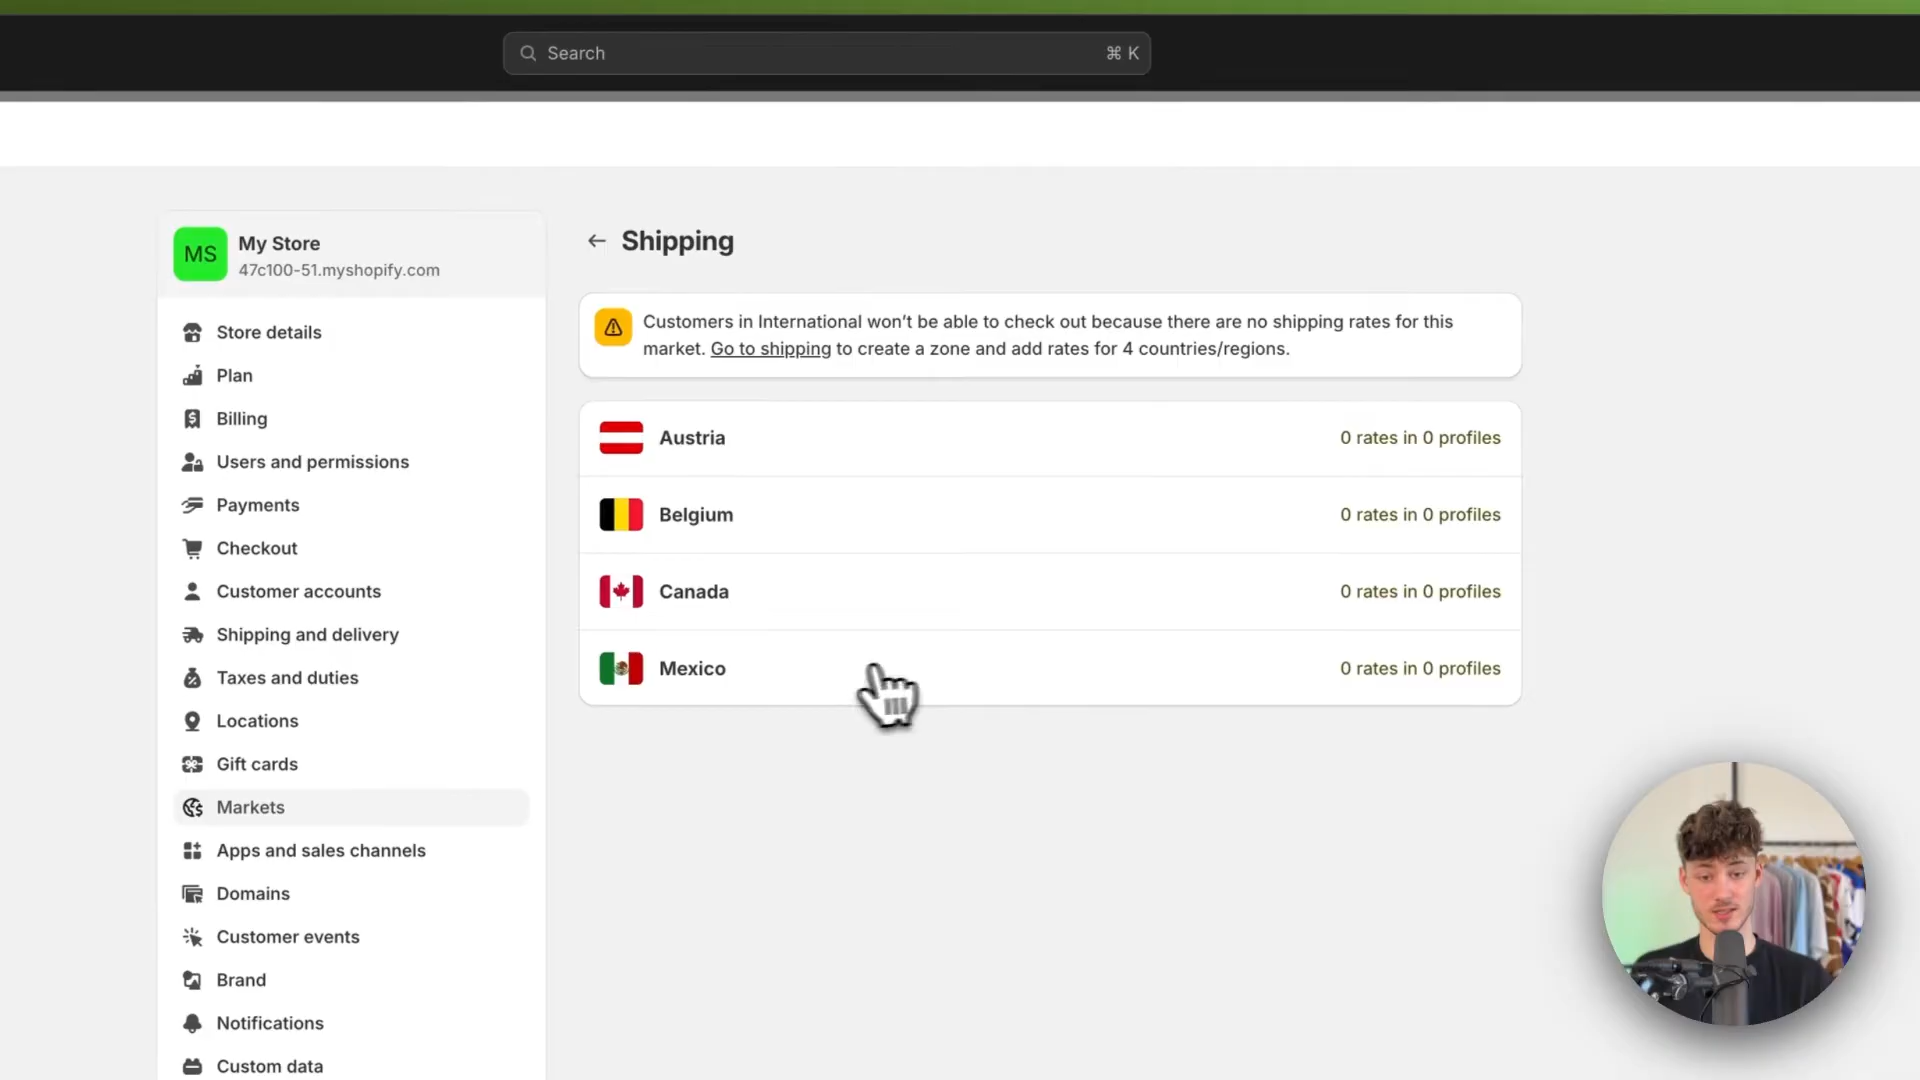 Search
⌘ K
MS
My Store
47c100-51.myshopify.com
Store details
Plan
Billing
Users and permissions
Payments
Checkout
Customer accounts
Shipping and delivery
Taxes and duties
Locations
Gift cards
Markets
Apps and sales channels
Domains
Customer events
Brand
Notifications
Custom data
Shipping
Customers in International won’t be able to check out because there are no shipping rates for this
market. Go to shipping to create a zone and add rates for 4 countries/regions.
Austria 0 rates in 0 profiles
Belgium 0 rates in 0 profiles
Canada 0 rates in 0 profiles
Mexico 0 rates in 0 profiles